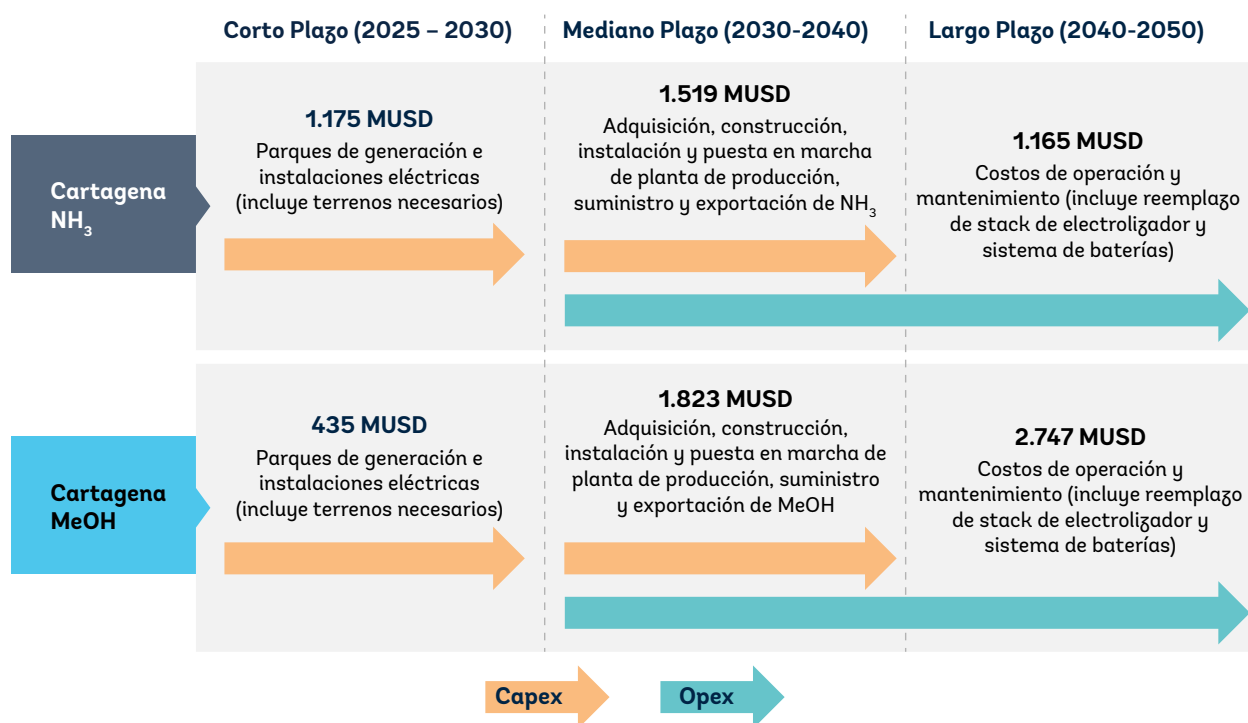 Corto Plazo (2025 – 2030)
Mediano Plazo (2030-2040)
Largo Plazo (2040-2050)
Cartagena
NH₃
1.175 MUSD
Parques de generación e
instalaciones eléctricas
(incluye terrenos necesarios)
1.519 MUSD
Adquisición, construcción,
instalación y puesta en marcha
de planta de producción,
suministro y exportación de NH₃
1.165 MUSD
Costos de operación y
mantenimiento (incluye reemplazo
de stack de electrolizador y
sistema de baterías)
Cartagena
MeOH
435 MUSD
Parques de generación e
instalaciones eléctricas
(incluye terrenos necesarios)
1.823 MUSD
Adquisición, construcción,
instalación y puesta en marcha de
planta de producción, suministro
y exportación de MeOH
2.747 MUSD
Costos de operación y
mantenimiento (incluye reemplazo
de stack de electrolizador y
sistema de baterías)
Capex
Opex